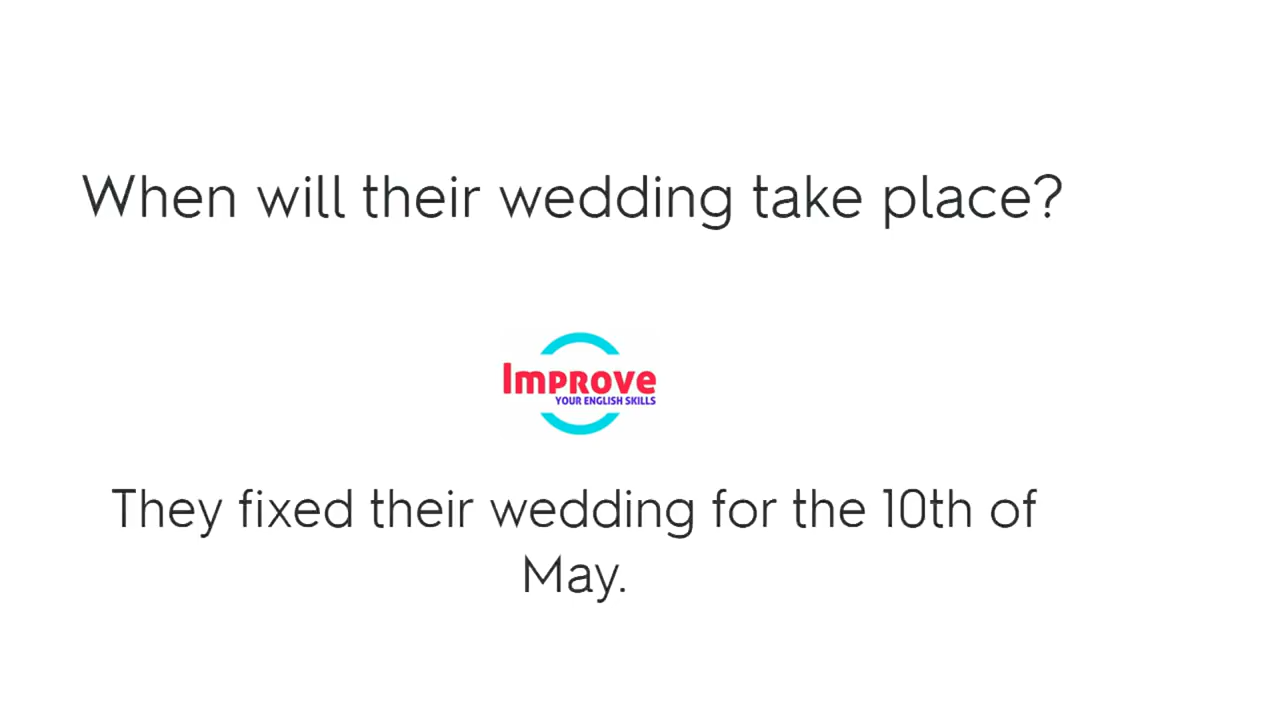 When will their wedding take place?
Improve
YOUR ENGLISH SKILLS
They fixed their wedding for the 10th of
May.